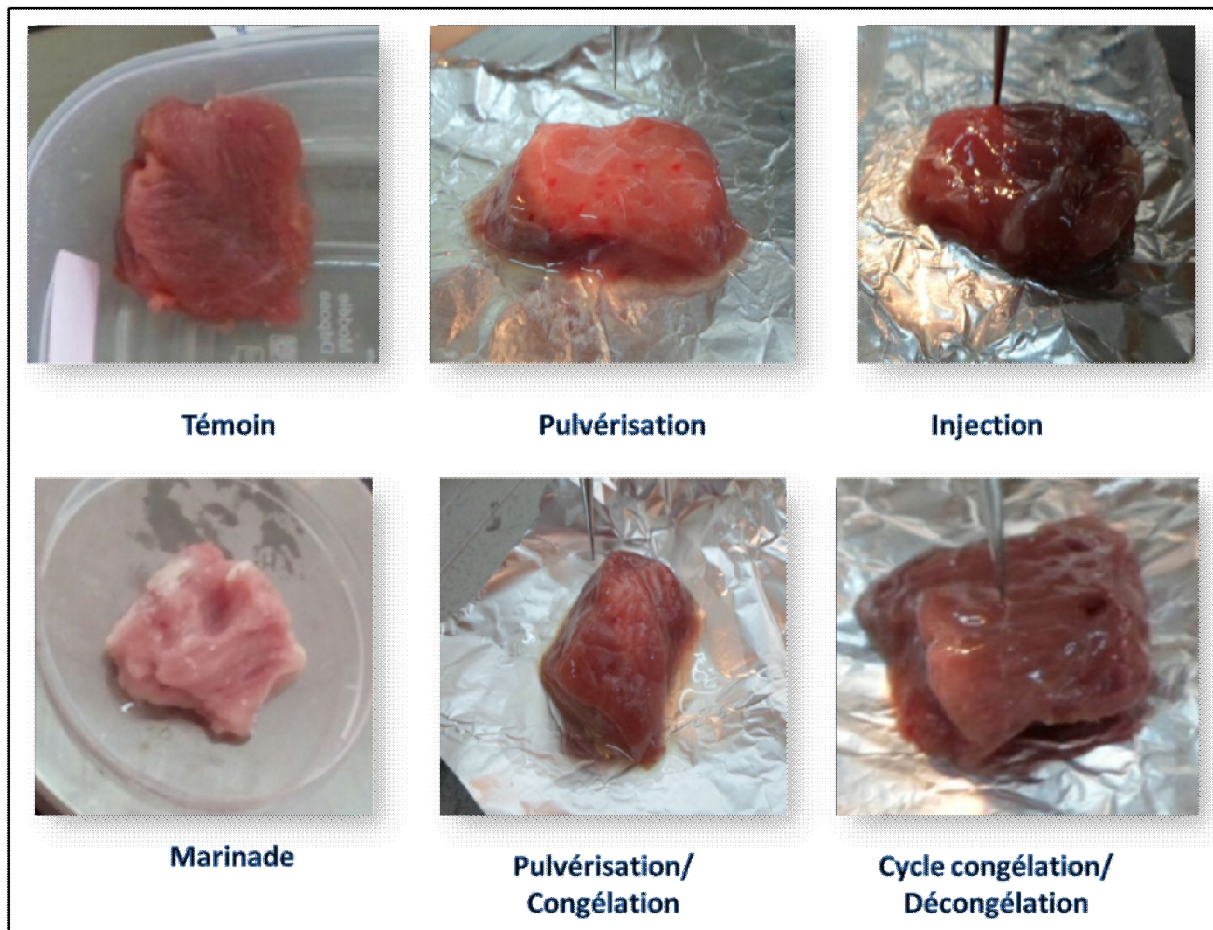 Témoin
Pulvérisation
Injection
Marinade
Pulvérisation/
Congélation
Cycle congélation/
Décongélation